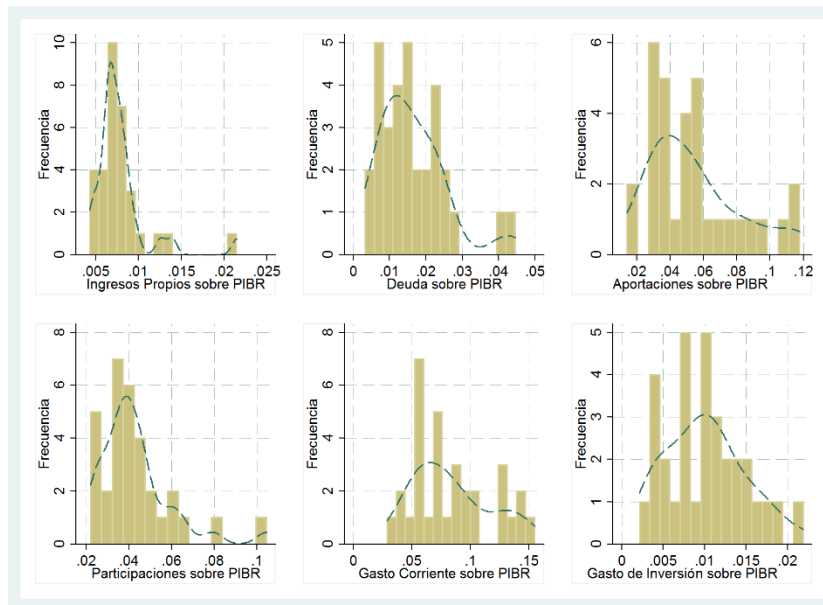 Frecuencia
10
8
6
4
2
0
.005 .01 .015 .02 .025
Ingresos Propios sobre PIBR
Frecuencia
5
4
3
2
1
0
0 .01 .02 .03 .04 .05
Deuda sobre PIBR
Frecuencia
6
4
2
0
.02 .04 .06 .08 .1 .12
Aportaciones sobre PIBR
Frecuencia
8
6
4
2
0
.02 .04 .06 .08 .1
Participaciones sobre PIBR
Frecuencia
8
6
4
2
0
0 .05 .1 .15
Gasto Corriente sobre PIBR
Frecuencia
5
4
3
2
1
0
0 .005 .01 .015 .02
Gasto de Inversión sobre PIBR